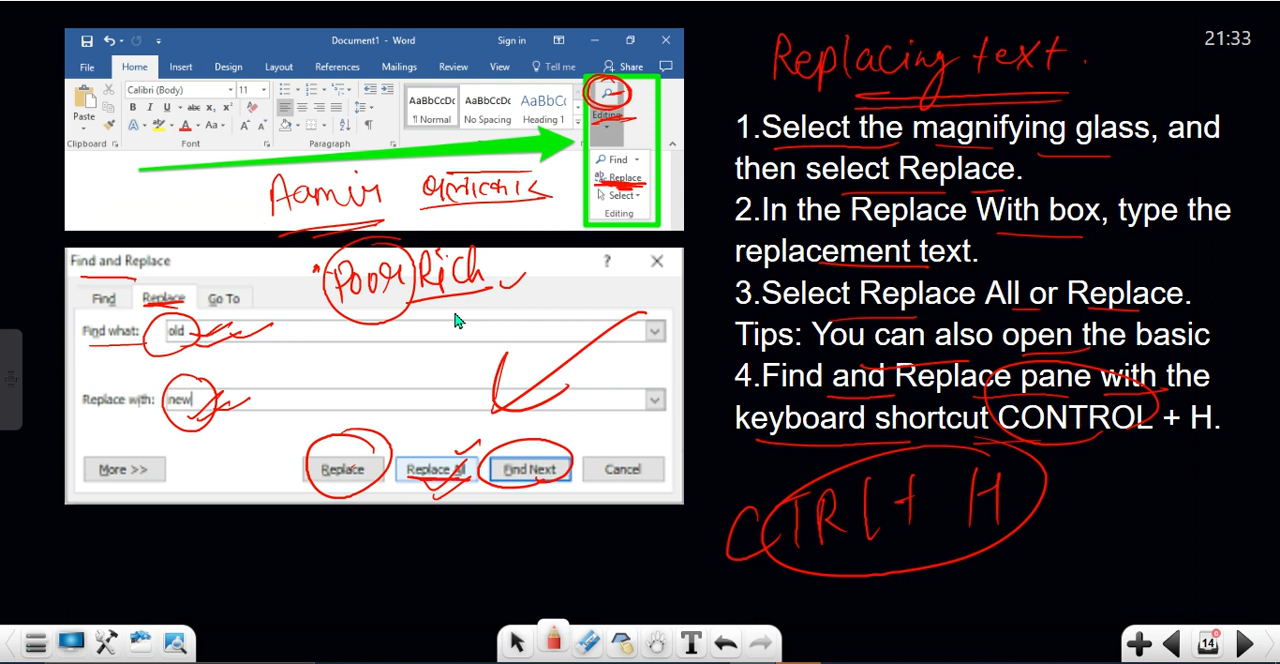 Document1 - Word
Sign in
File Home Insert Design Layout References Mailings Review View Tell me Share
Paste
Calibri (Body) 11
B I U abc x, x²
Aa
AaBbCcDc AaBbCcDc AaBbCc
¶ Normal No Spacing Heading 1
Editing
Clipboard Font Paragraph
Find
Replace
Select
Editing
Aamir
Find and Replace
? ×
Poor Rich
Find Replace Go To
Find what: old
Replace with: new
More >> Replace Replace All Find Next Cancel
21:33
Replacing text.
1.Select the magnifying glass, and
then select Replace.
2.In the Replace With box, type the
replacement text.
3.Select Replace All or Replace.
Tips: You can also open the basic
4.Find and Replace pane with the
keyboard shortcut CONTROL + H.
CTRl + H
T
14